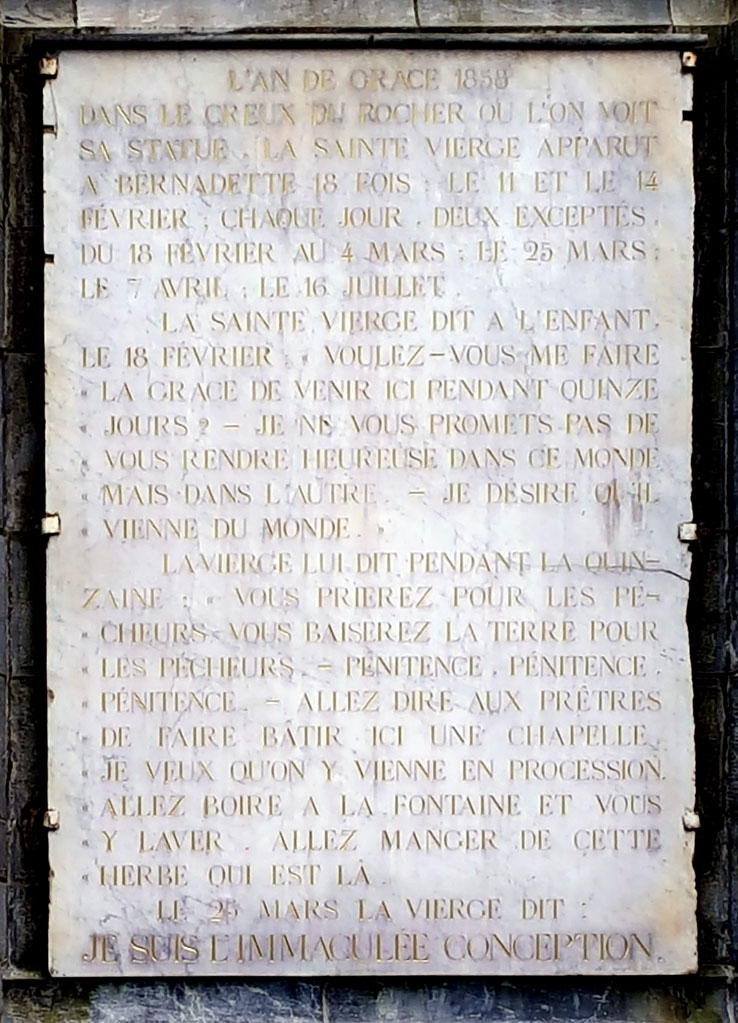 L'AN DE GRACE 1858
DANS LE CREUX DU ROCHER OU L'ON VOIT
SA STATUE, LA SAINTE VIERGE APPARUT
A BERNADETTE 18 FOIS : LE 11 ET LE 14
FÉVRIER ; CHAQUE JOUR, DEUX EXCEPTÉS,
DU 18 FÉVRIER AU 4 MARS ; LE 25 MARS ;
LE 7 AVRIL ; LE 16 JUILLET.
LA SAINTE VIERGE DIT A L'ENFANT,
LE 18 FÉVRIER : « VOULEZ-VOUS ME FAIRE
« LA GRACE DE VENIR ICI PENDANT QUINZE
« JOURS ? - JE NE VOUS PROMETS PAS DE
« VOUS RENDRE HEUREUSE DANS CE MONDE
« MAIS DANS L'AUTRE. - JE DESIRE QU'IL
« VIENNE DU MONDE. »
LA VIERGE LUI DIT PENDANT LA QUIN-
ZAINE : « VOUS PRIEREZ POUR LES PÉ-
« CHEURS, VOUS BAISEREZ LA TERRE POUR
« LES PÉCHEURS. - PÉNITENCE, PÉNITENCE,
« PÉNITENCE. - ALLEZ DIRE AUX PRÊTRES
« DE FAIRE BATIR ICI UNE CHAPELLE.
« JE VEUX QU'ON Y VIENNE EN PROCESSION.
« ALLEZ BOIRE A LA FONTAINE ET VOUS
« Y LAVER. ALLEZ MANGER DE CETTE
« HERBE QUI EST LÀ.
LE 25 MARS LA VIERGE DIT :
JE SUIS L'IMMACULÉE CONCEPTION.